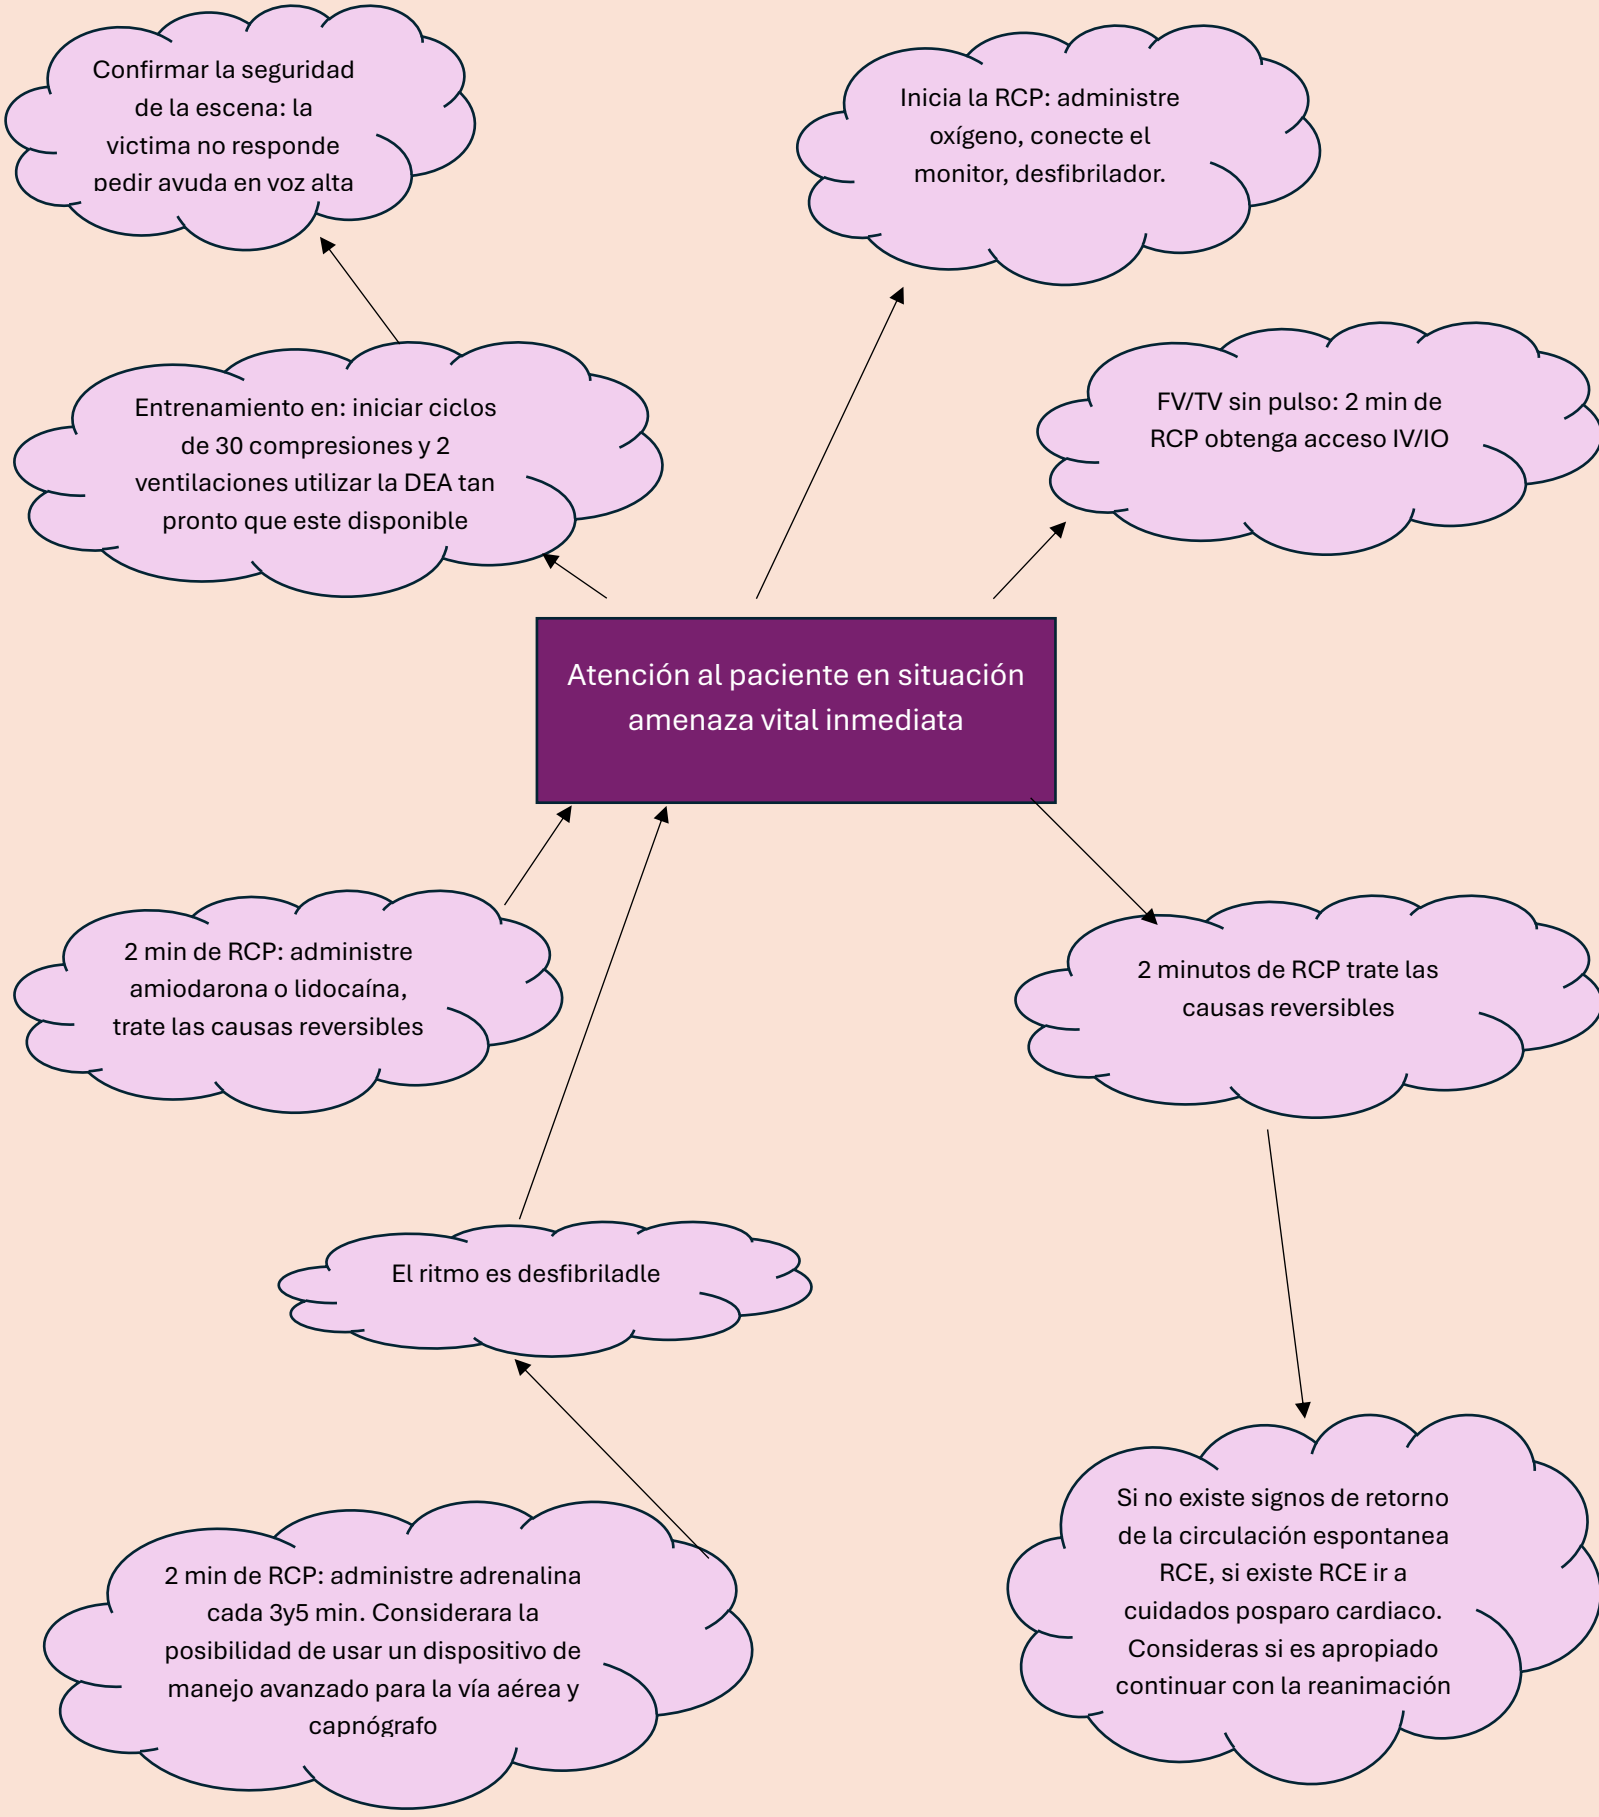 Confirmar la seguridad
de la escena: la
victima no responde
pedir ayuda en voz alta
Inicia la RCP: administre
oxígeno, conecte el
monitor, desfibrilador.
Entrenamiento en: iniciar ciclos
de 30 compresiones y 2
ventilaciones utilizar la DEA tan
pronto que este disponible
FV/TV sin pulso: 2 min de
RCP obtenga acceso IV/IO
Atención al paciente en situación
amenaza vital inmediata
2 min de RCP: administre
amiodarona o lidocaína,
trate las causas reversibles
2 minutos de RCP trate las
causas reversibles
El ritmo es desfibriladle
2 min de RCP: administre adrenalina
cada 3y5 min. Considerara la
posibilidad de usar un dispositivo de
manejo avanzado para la vía aérea y
capnógrafo
Si no existe signos de retorno
de la circulación espontanea
RCE, si existe RCE ir a
cuidados posparo cardiaco.
Consideras si es apropiado
continuar con la reanimación